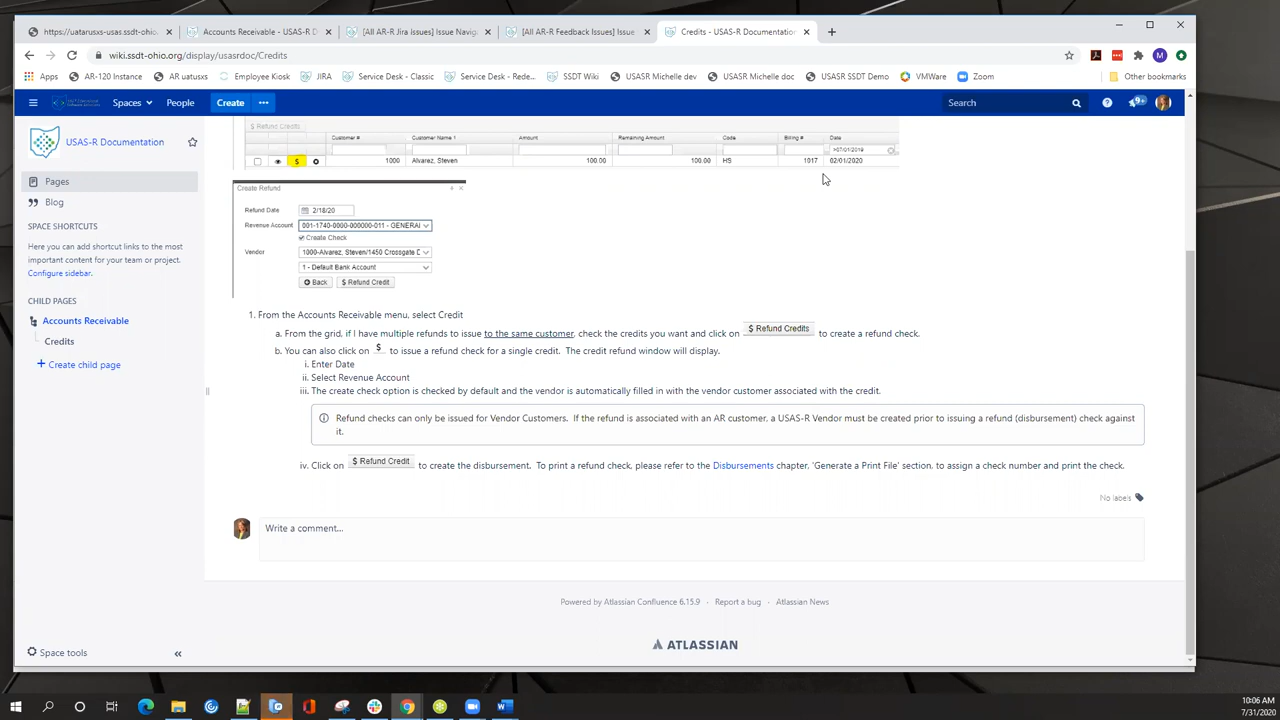 https://uatarusxs-usas.ssdt-ohio.
Accounts Receivable - USAS-R D
[All AR-R Jira issues] Issue Navig
[All AR-R Feedback Issues] Issue
Credits - USAS-R Documentation
wiki.ssdt-ohio.org/display/usasrdoc/Credits
Apps
AR-120 Instance
AR uatusxs
Employee Kiosk
JIRA
Service Desk - Classic
Service Desk - Rede...
SSDT Wiki
USASR Michelle dev
USASR Michelle doc
USASR SSDT Demo
VMWare
Zoom
Other bookmarks
Spaces
People
Create
Search
9+
USAS-R Documentation
Pages
Blog
SPACE SHORTCUTS
Here you can add shortcut links to the most
important content for your team or project.
Configure sidebar.
CHILD PAGES
Accounts Receivable
Credits
+ Create child page
Space tools
$ Refund Credits
Customer # Customer Name 1 Amount Remaining Amount Code Billing # Date
>07/01/2019
$ 1000 Alvarez, Steven 100.00 100.00 HS 1017 02/01/2020
Create Refund
Refund Date 2/18/20
Revenue Account 001-1740-0000-000000-011 - GENERAL
Create Check
Vendor 1000-Alvarez, Steven/1450 Crossgate D
1 - Default Bank Account
Back $ Refund Credit
1. From the Accounts Receivable menu, select Credit
a. From the grid, if I have multiple refunds to issue to the same customer, check the credits you want and click on $ Refund Credits to create a refund check.
b. You can also click on $ to issue a refund check for a single credit. The credit refund window will display.
i. Enter Date
ii. Select Revenue Account
iii. The create check option is checked by default and the vendor is automatically filled in with the vendor customer associated with the credit.
Refund checks can only be issued for Vendor Customers. If the refund is associated with an AR customer, a USAS-R Vendor must be created prior to issuing a refund (disbursement) check against
it.
iv. Click on $ Refund Credit to create the disbursement. To print a refund check, please refer to the Disbursements chapter, 'Generate a Print File' section, to assign a check number and print the check.
No labels
Write a comment...
Powered by Atlassian Confluence 6.15.9 · Report a bug · Atlassian News
ATLASSIAN
10:06 AM
7/31/2020